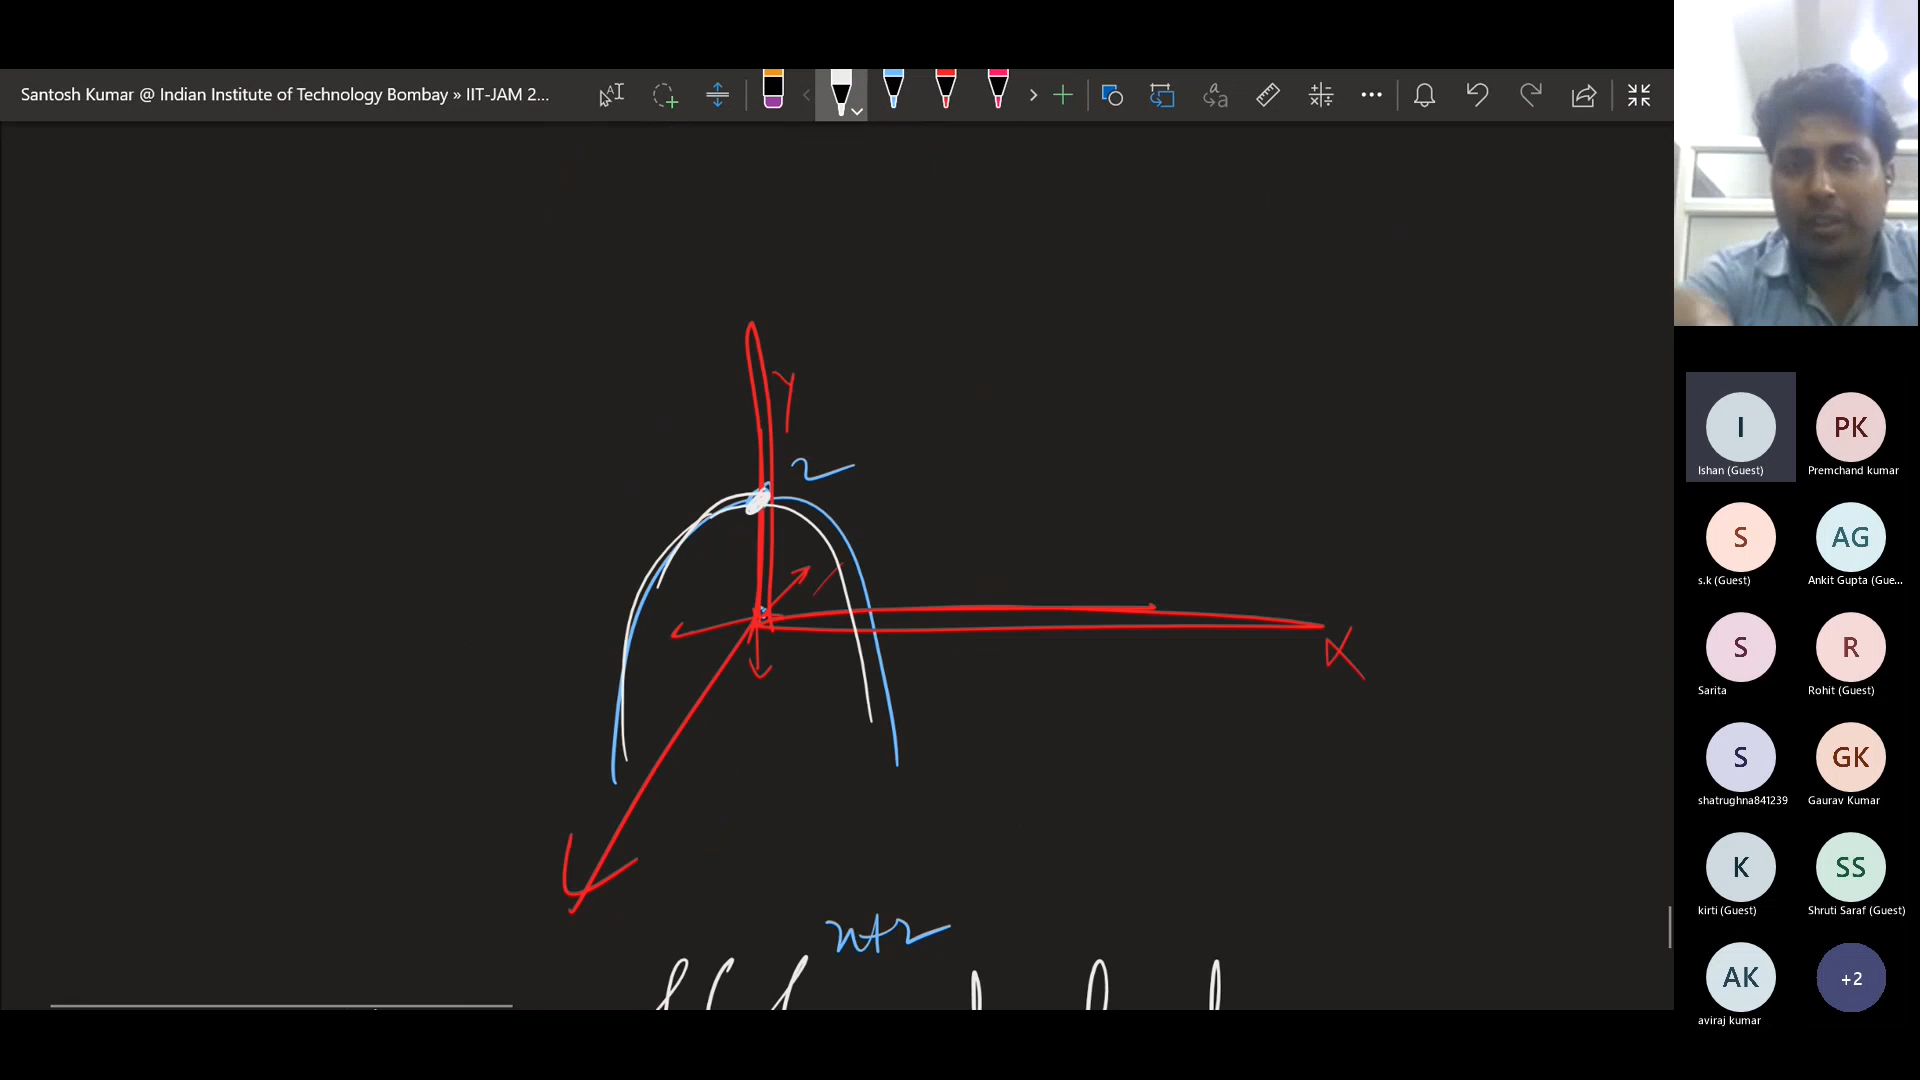 Santosh Kumar @ Indian Institute of Technology Bombay » IIT-JAM 2...
Y
2
X
x+2
I
Ishan (Guest)
PK
Premchand kumar
S
s.k (Guest)
AG
Ankit Gupta (Gue...
S
Sarita
R
Rohit (Guest)
S
shatrughna841239
GK
Gaurav Kumar
K
kirti (Guest)
SS
Shruti Saraf (Guest)
AK
aviraj kumar
+2